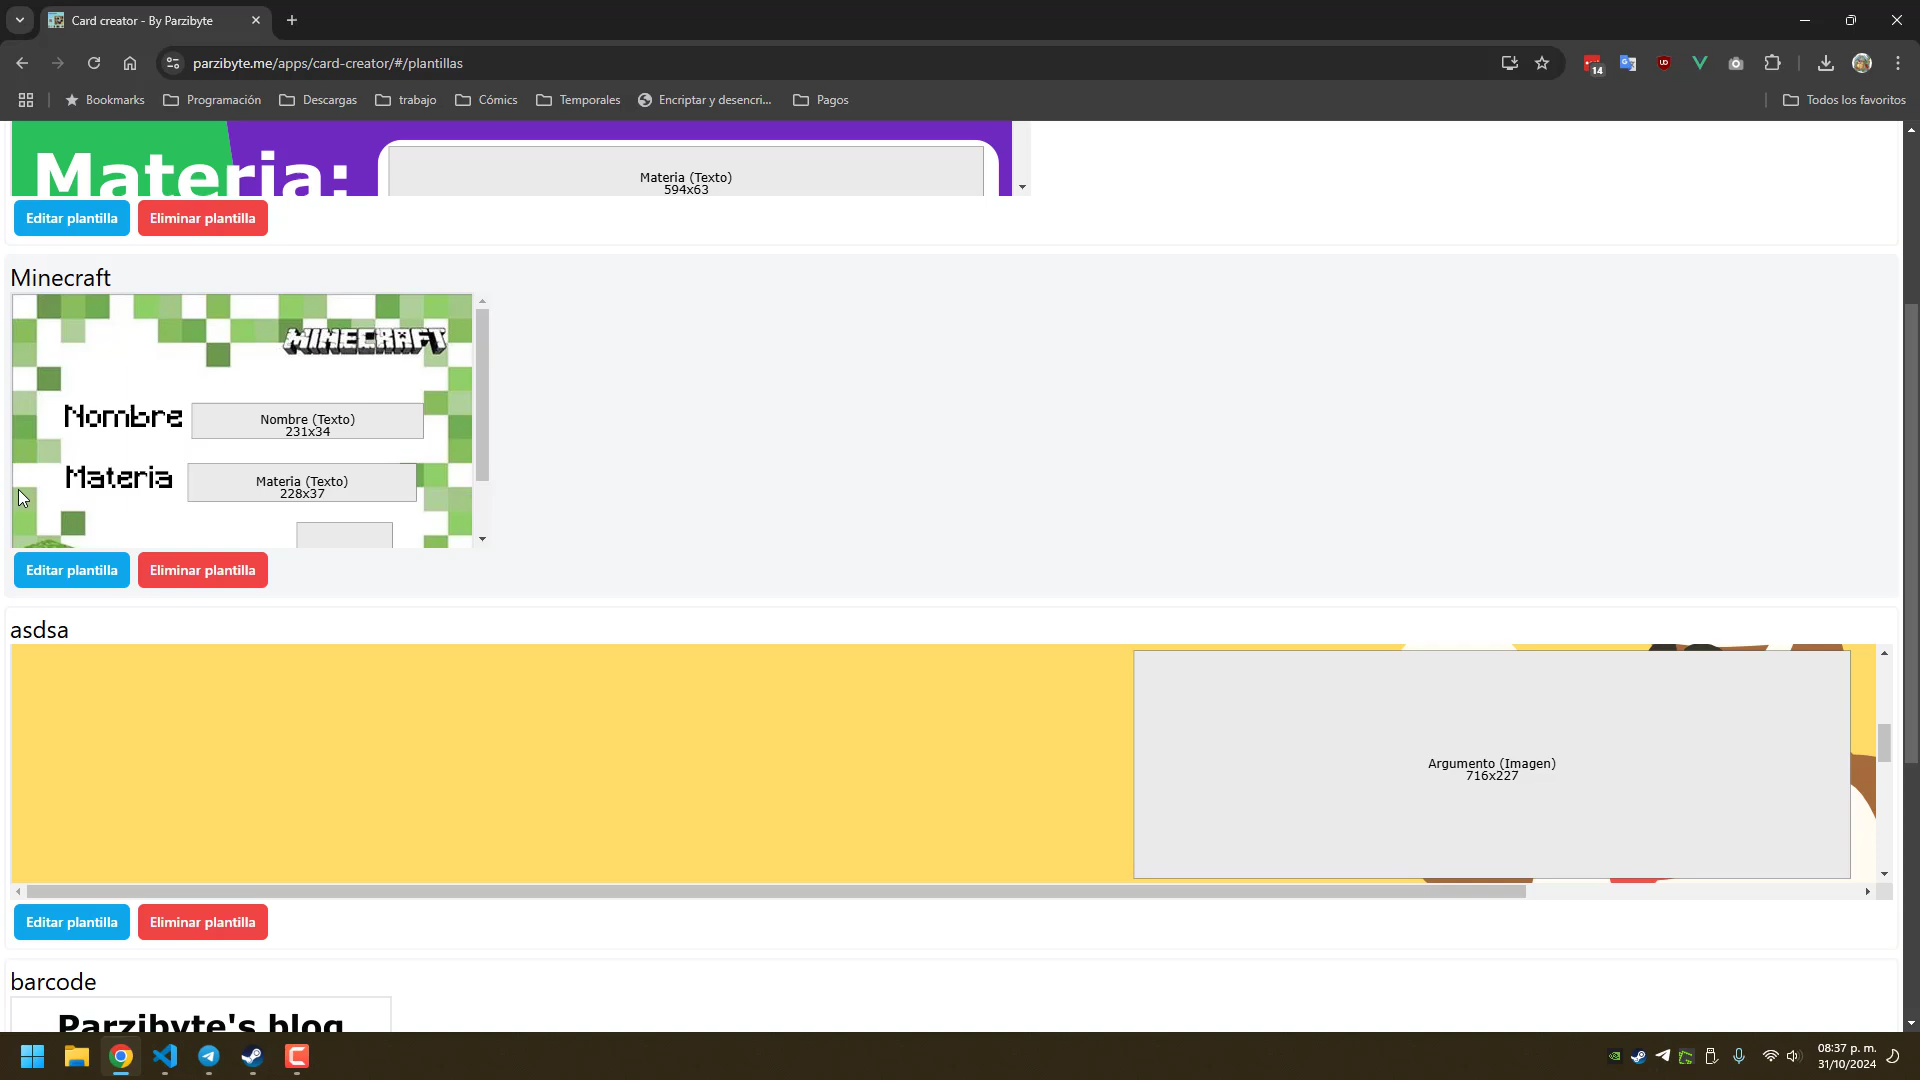 Card creator - By Parzibyte
parzibyte.me/apps/card-creator/#/plantillas
14
Bookmarks
Programación
Descargas
trabajo
Cómics
Temporales
Encriptar y desencri...
Pagos
Todos los favoritos
Materia:
Materia (Texto)
594x63
Editar plantilla
Eliminar plantilla
Minecraft
MINECRAFT
Nombre
Nombre (Texto)
231x34
Materia
Materia (Texto)
228x37
Editar plantilla
Eliminar plantilla
asdsa
Argumento (Imagen)
716x227
Editar plantilla
Eliminar plantilla
barcode
Parzibyte's blog
08:37 p. m.
31/10/2024